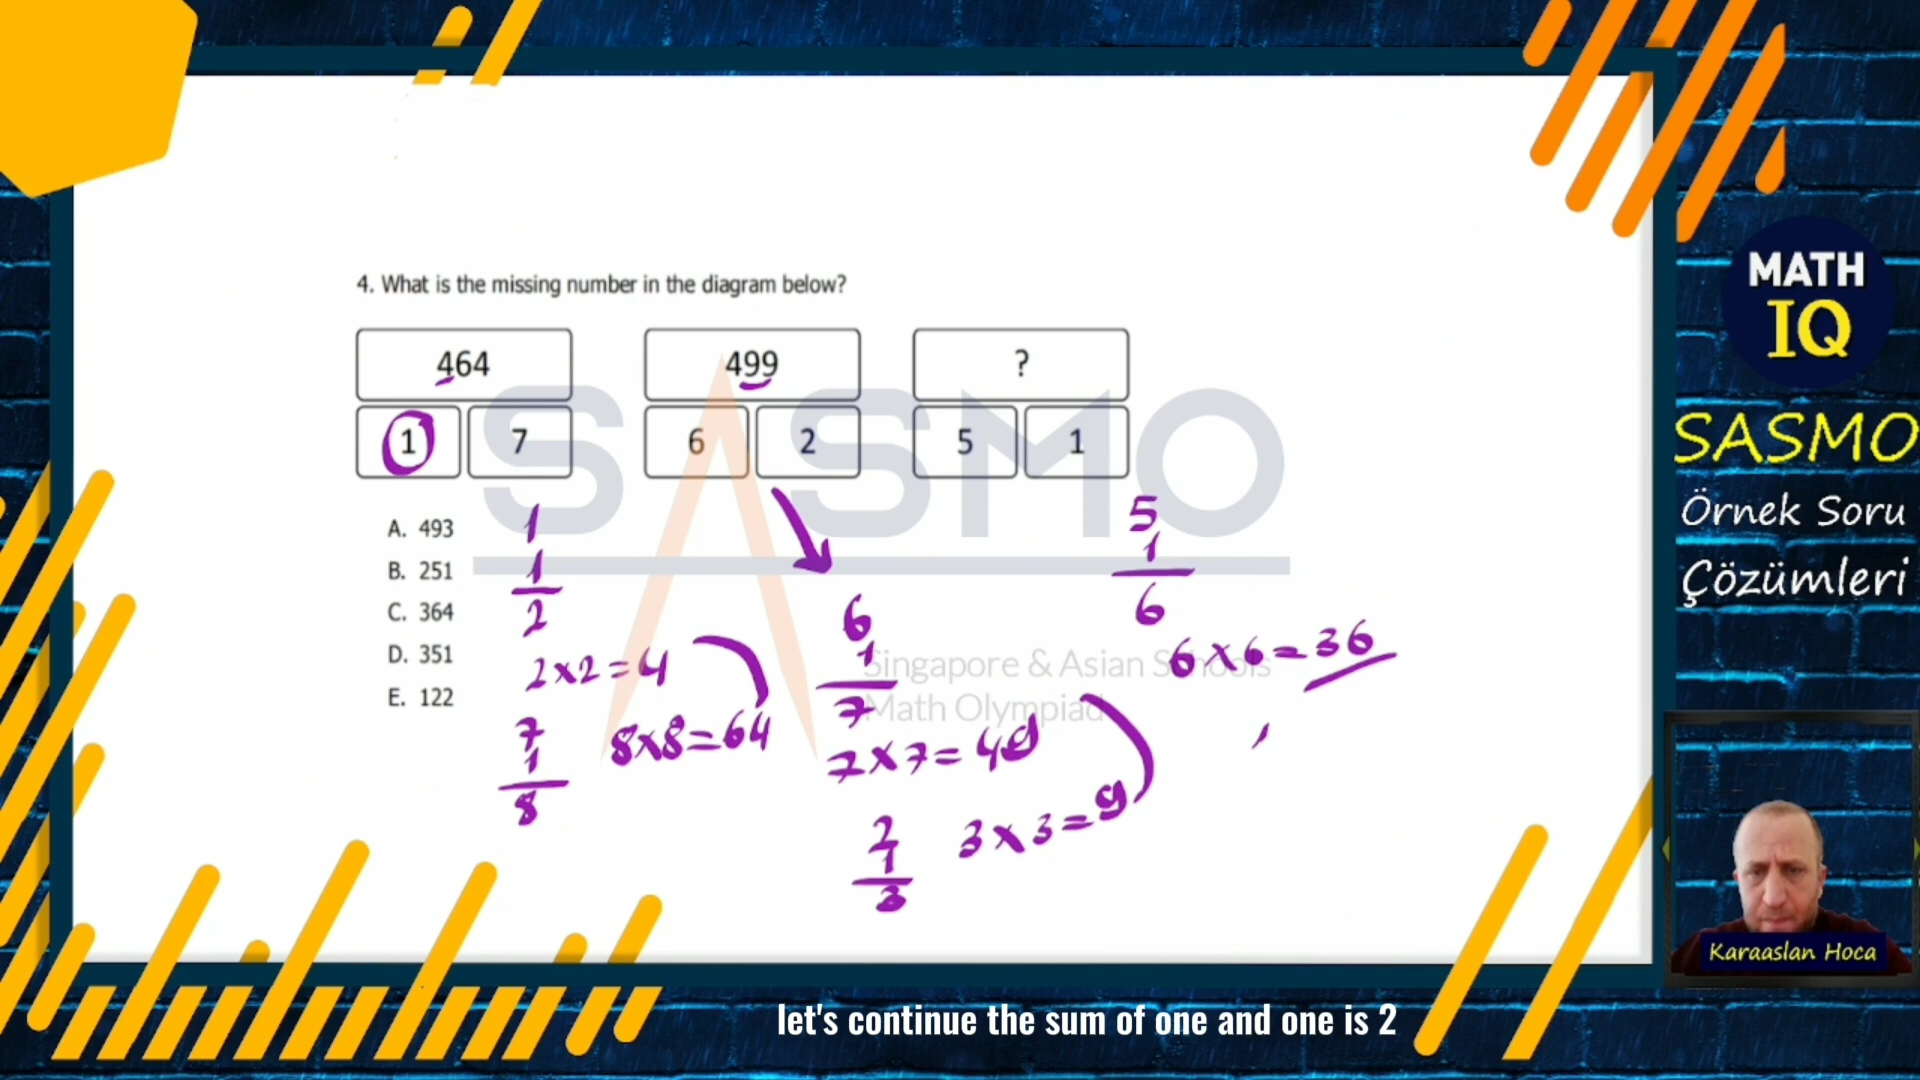 MATH
IQ
SASMO
Örnek Soru
Çözümleri
4. What is the missing number in the diagram below?
464 499 ?
1 7 6 2 5 1
SASMO
Singapore & Asian Schools
Math Olympiad
A. 493
B. 251
C. 364
D. 351
E. 122
1
1
2
2x2=4
7
1
8
8x8=64
6
1
7
7x7=49
2
1
3
3x3=9
5
1
6
6x6=36
Karaaslan Hoca
let's continue the sum of one and one is 2